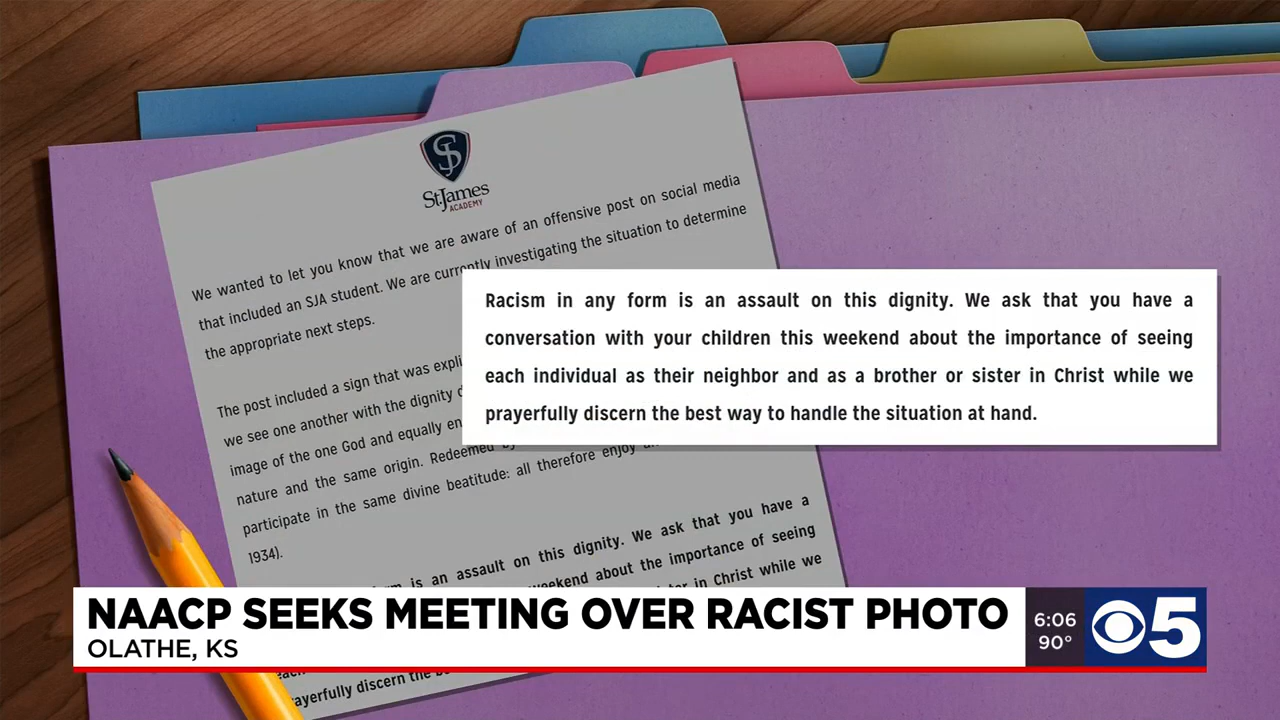 SJ
St.James
ACADEMY
We wanted to let you know that we are aware of an offensive post on social media
that included an SJA student. We are currently investigating the situation to determine
the appropriate next steps.
The post included a sign that was
we see one another with the dignity
image of the one God and equally
nature and the same origin. Redeemed
participate in the same divine beatitude: all therefore enjoy
1934).
is an assault on this dignity. We ask that you have a
weekend about the importance of seeing
in Christ while we
prayerfully discern the
Racism in any form is an assault on this dignity. We ask that you have a
conversation with your children this weekend about the importance of seeing
each individual as their neighbor and as a brother or sister in Christ while we
prayerfully discern the best way to handle the situation at hand.
NAACP SEEKS MEETING OVER RACIST PHOTO
OLATHE, KS
6:06
90°
5